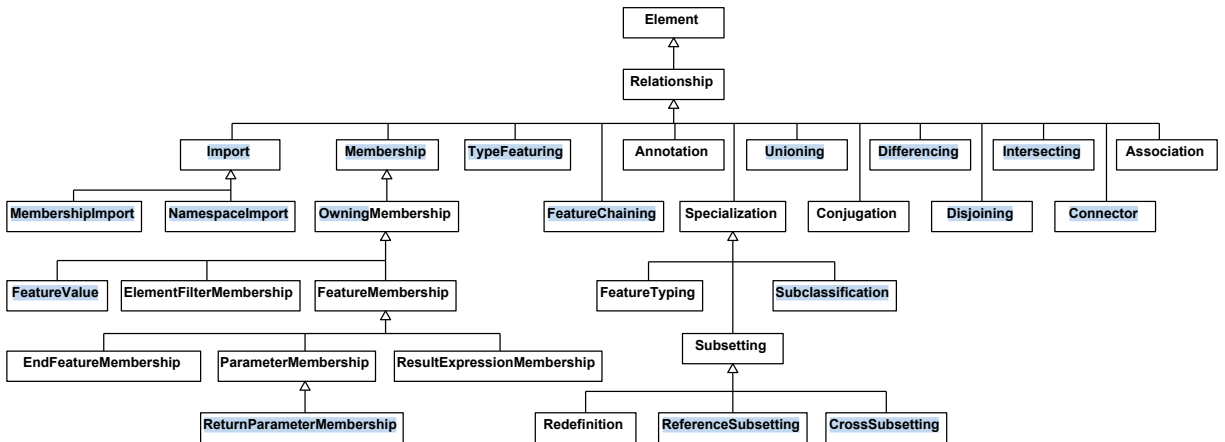 Element
Relationship
Import
Membership
TypeFeaturing
Annotation
Unioning
Differencing
Intersecting
Association
MembershipImport
NamespaceImport
OwningMembership
FeatureChaining
Specialization
Conjugation
Disjoining
Connector
FeatureValue
ElementFilterMembership
FeatureMembership
FeatureTyping
Subclassification
EndFeatureMembership
ParameterMembership
ResultExpressionMembership
Subsetting
ReturnParameterMembership
Redefinition
ReferenceSubsetting
CrossSubsetting